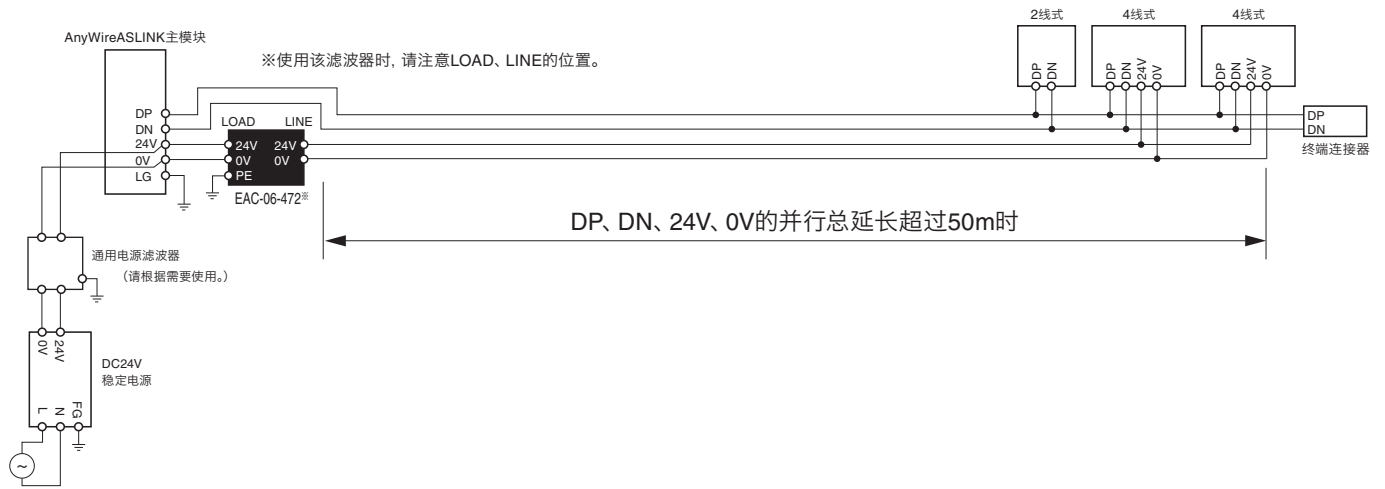 2线式 4线式 4线式
AnyWireASLINK主模块
※使用该滤波器时, 请注意LOAD、LINE的位置。
DP DN
DP DN 24V 0V
DP DN 24V 0V
DP
DN
24V
0V
LG
LOAD LINE
24V 24V
0V 0V
PE
EAC-06-472※
DP
DN
终端连接器
DP、DN、24V、0V的并行总延长超过50m时
通用电源滤波器
(请根据需要使用。)
0V 24V
DC24V
稳定电源
L N FG
~